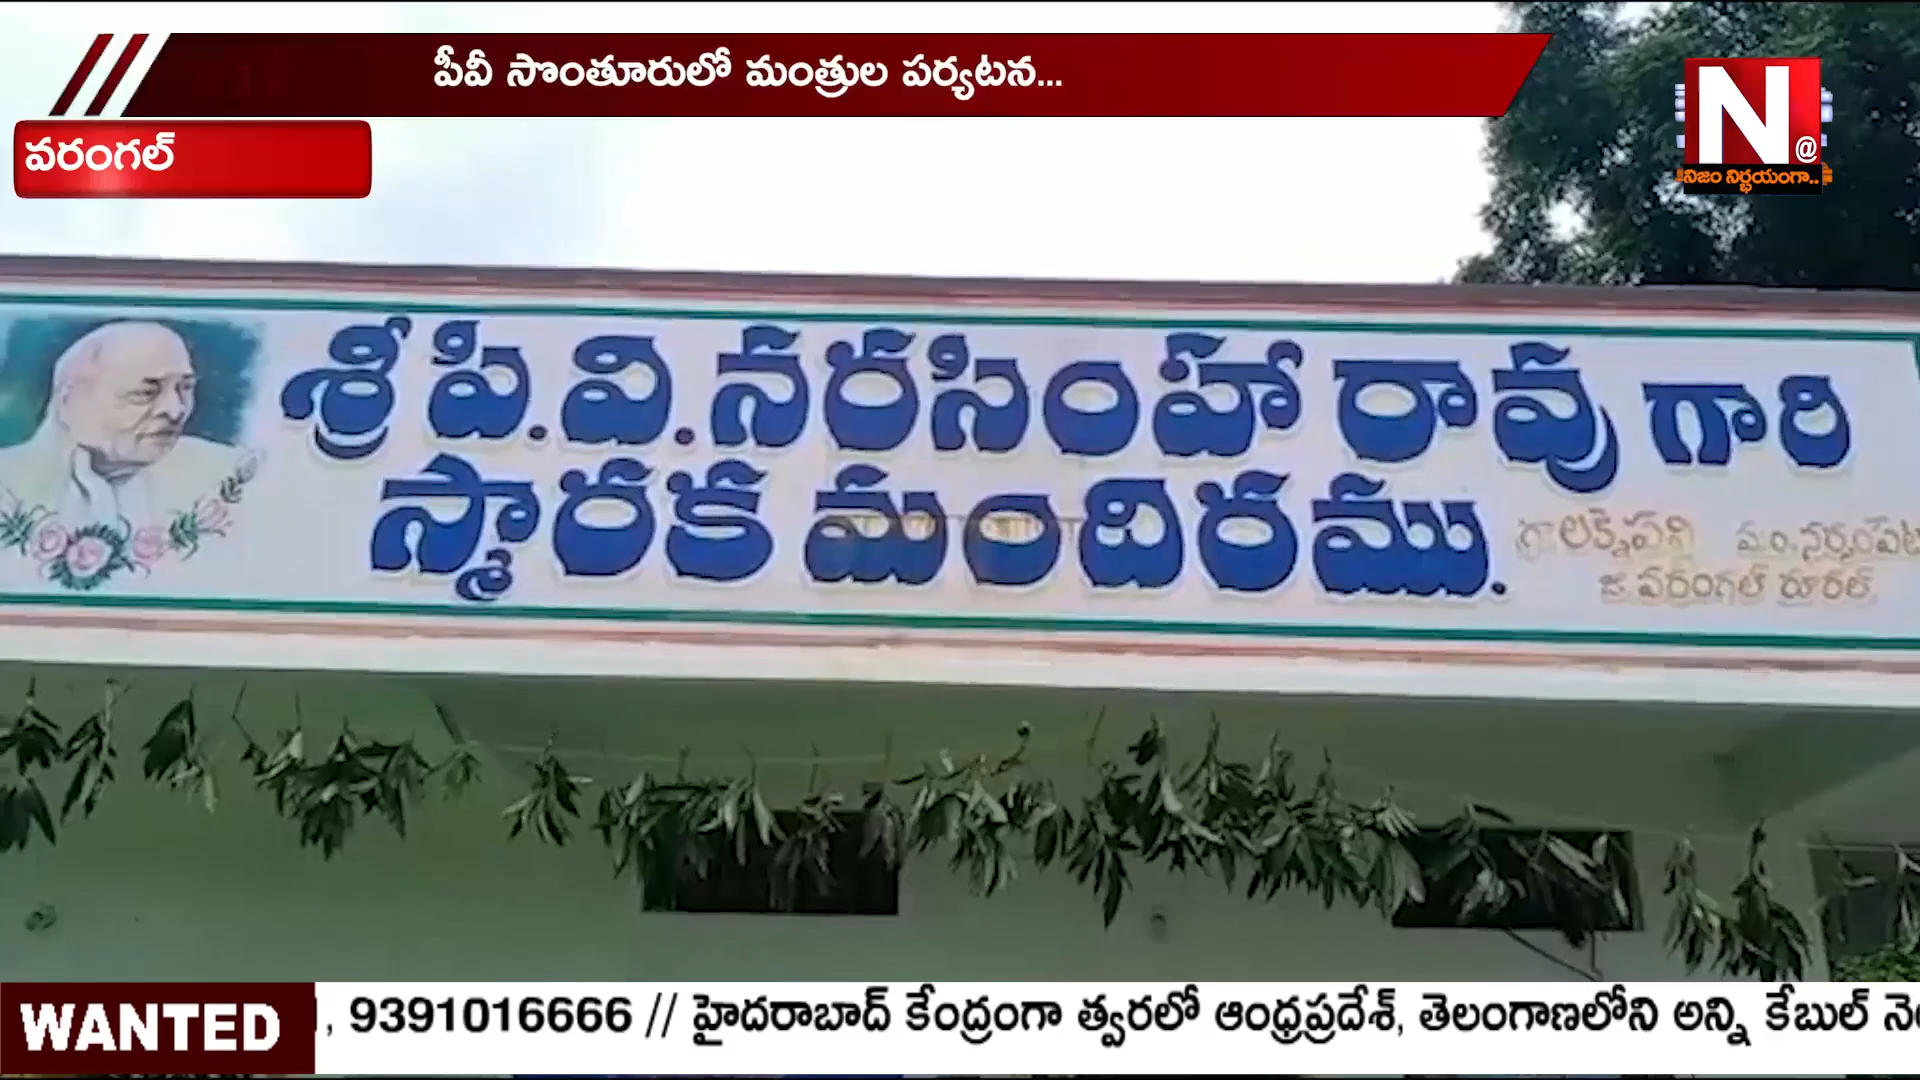 పీవీ సొంతూరులో మంత్రుల పర్యటన...
వరంగల్
N@
నిజం నిర్భయంగా..
శ్రీ పి.వి.నరసింహా రావు గారి
స్మారక మందిరము.
గ్రా లక్నేపల్లి మం.నర్సంపేట
జి.వరంగల్ రూరల్
WANTED
, 9391016666 // హైదరాబాద్ కేంద్రంగా త్వరలో ఆంధ్రప్రదేశ్, తెలంగాణలోని అన్ని కేబుల్